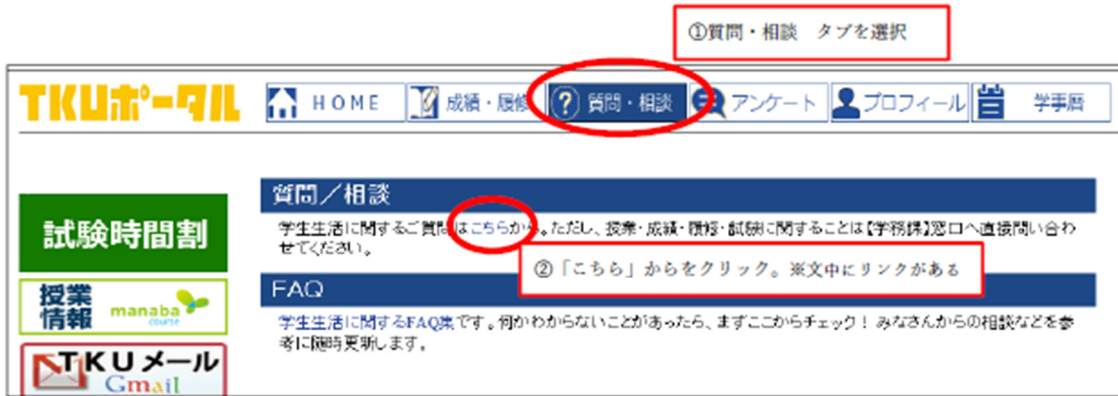 ①質問・相談　タブを選択
TKUポータル
HOME
成績・履修
? 質問・相談
アンケート
プロフィール
学事暦
試験時間割
質問／相談
学生生活に関するご質問はこちらから。ただし、授業・成績・履修・試験に関することは【学務課】窓口へ直接問い合わ
せてください。
②「こちら」からをクリック。※文中にリンクがある
授業
情報
manaba
course
FAQ
学生生活に関するFAQ集です。何かわからないことがあったら、まずここからチェック！みなさんからの相談などを参
考に随時更新します。
TKUメール
Gmail